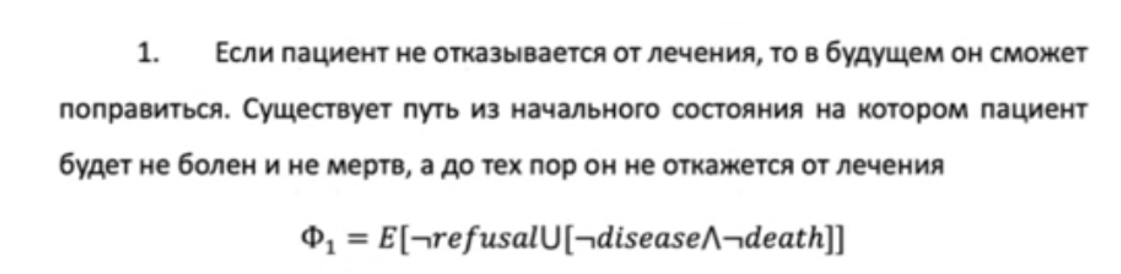 1. Если пациент не отказывается от лечения, то в будущем он сможет
поправиться. Существует путь из начального состояния на котором пациент
будет не болен и не мертв, а до тех пор он не откажется от лечения
Φ₁ = E[¬refusal⋃[¬disease⋀¬death]]